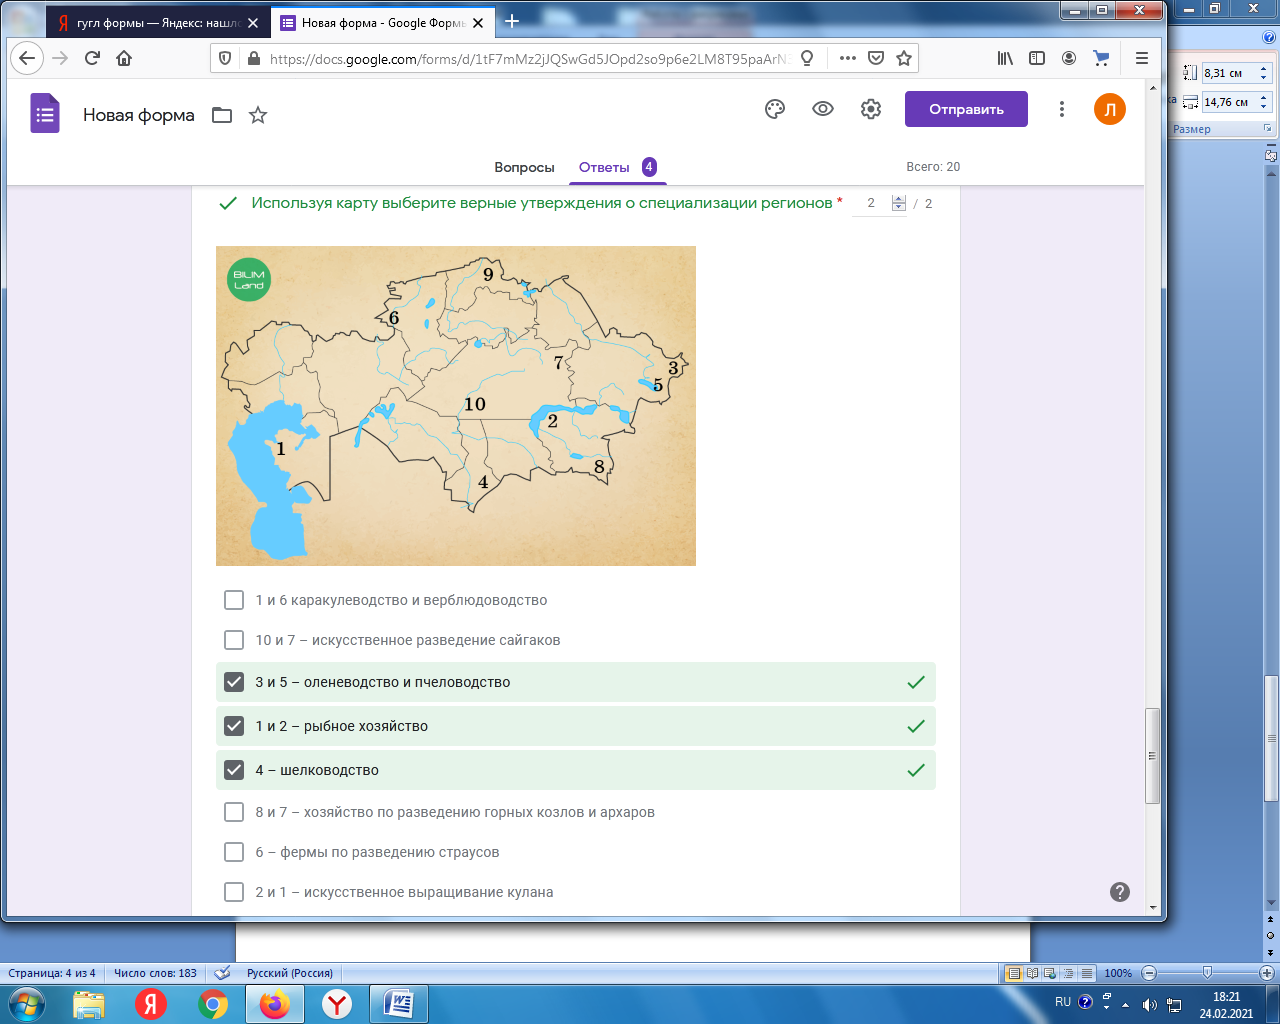 гугл формы — Яндекс: нашл
Новая форма - Google Форм
https://docs.google.com/forms/d/1tF7mMz2jJQSwGd5JOpd2so9p6e2LM8T95paArN
Новая форма
Отправить
Л
Вопросы
Ответы 4
Всего: 20
Используя карту выберите верные утверждения о специализации регионов *
2 / 2
BILIM
Land
9
6
7
3
5
10
2
1
8
4
1 и 6 каракулеводство и верблюдоводство
10 и 7 – искусственное разведение сайгаков
3 и 5 – оленеводство и пчеловодство
1 и 2 – рыбное хозяйство
4 – шелководство
8 и 7 – хозяйство по разведению горных козлов и архаров
6 – фермы по разведению страусов
2 и 1 – искусственное выращивание кулана
8,31 см
14,76 см
Размер
Страница: 4 из 4
Число слов: 183
Русский (Россия)
100%
RU
18:21
24.02.2021